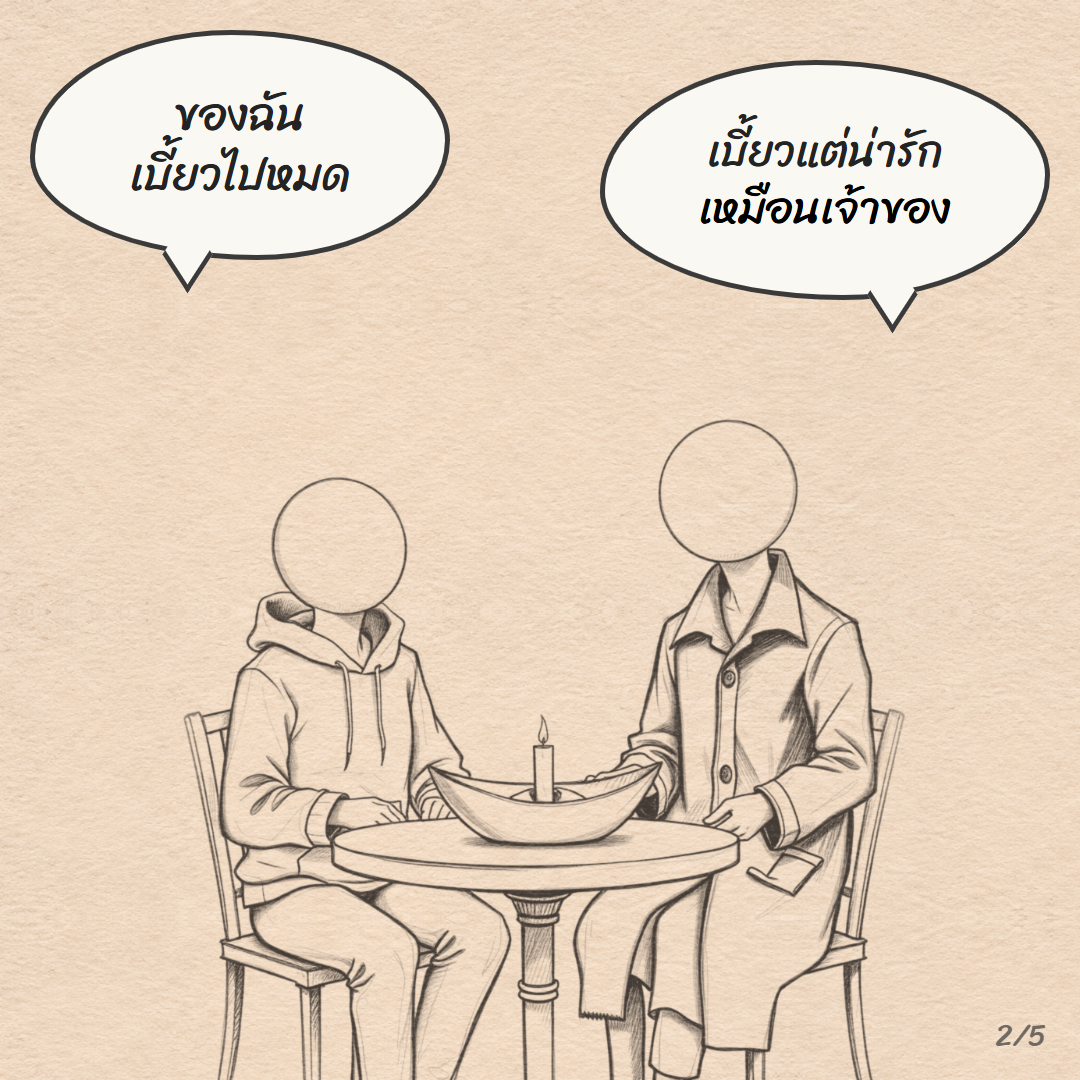 ของฉัน
เบี้ยวไปหมด
เบี้ยวแต่น่ารัก
เหมือนเจ้าของ
2/5